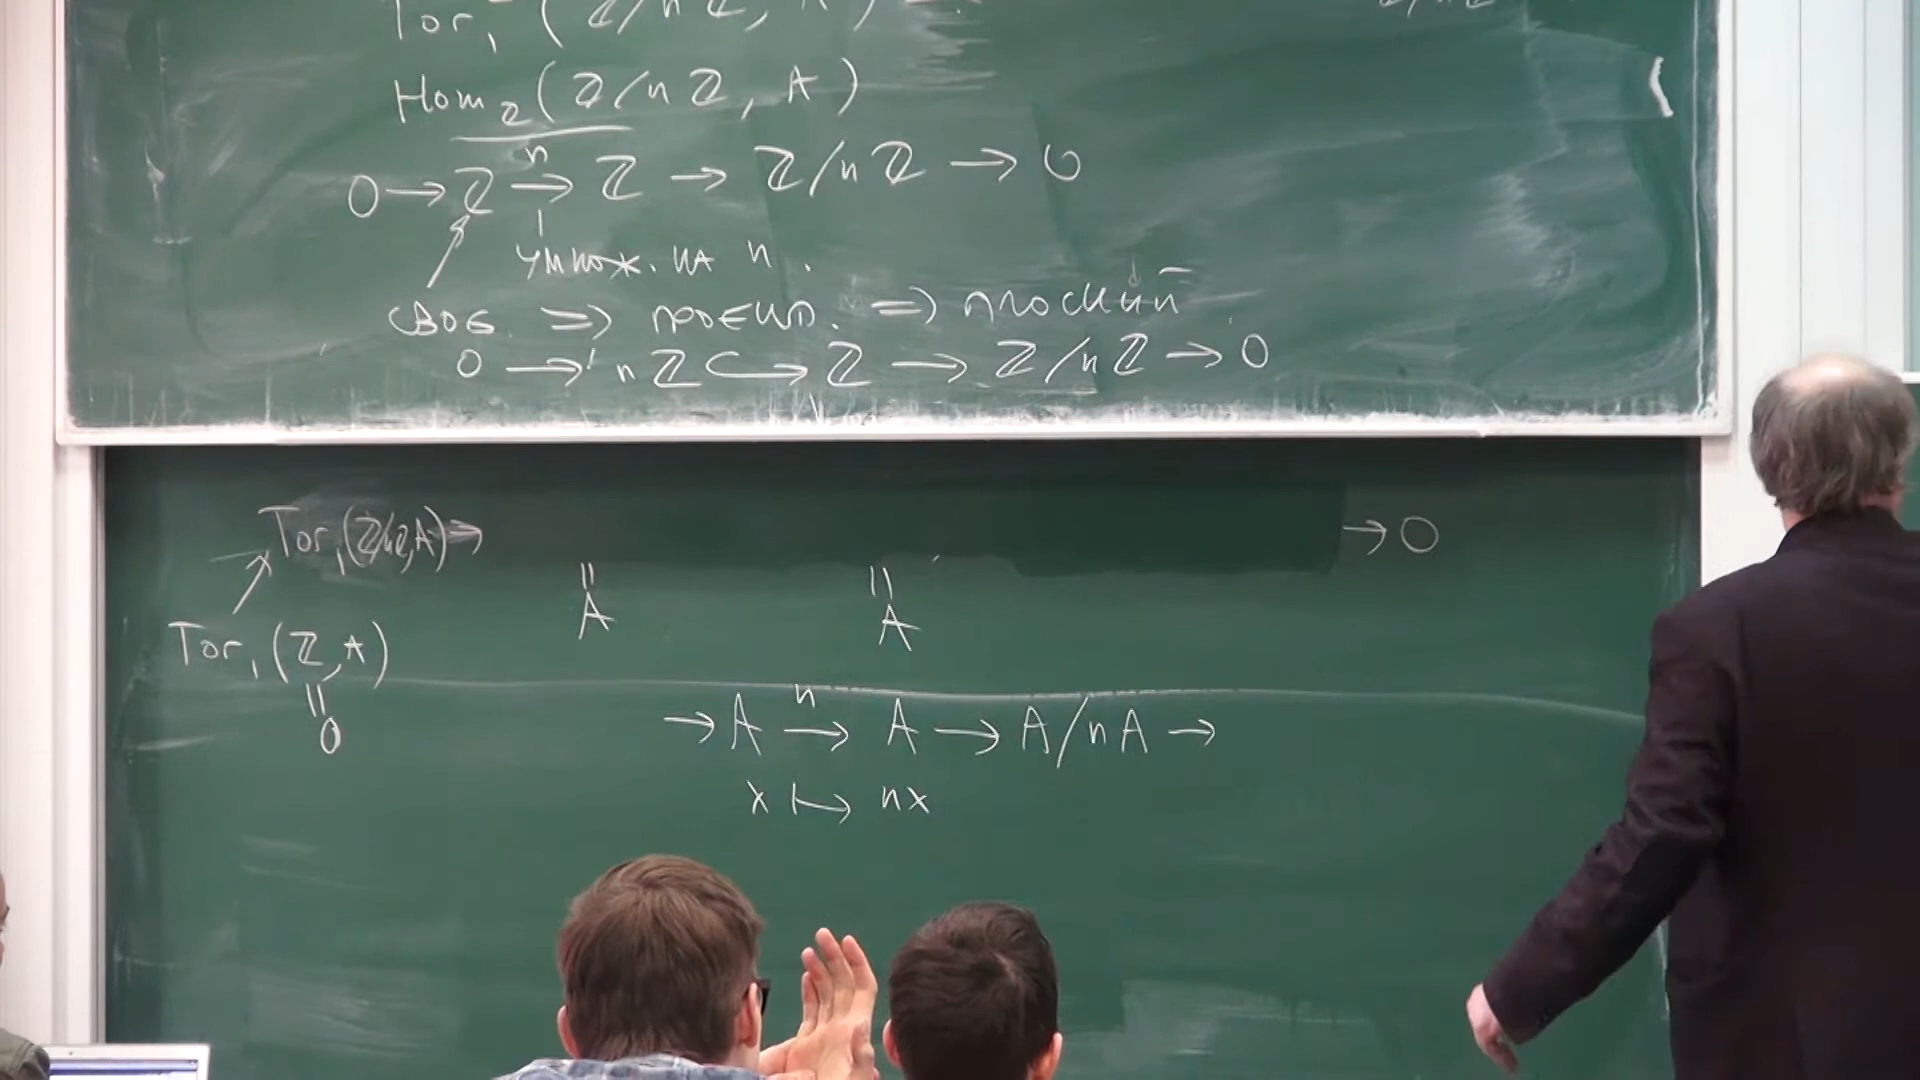 Tor₁ (ℤ/nℤ, A)
Hom_ℤ (ℤ/nℤ, A)
0 → ℤ →ⁿ ℤ → ℤ/nℤ → 0
умнож. на n.
своб. ⇒ проект. ⇒ плоский
0 → nℤ ↪ ℤ → ℤ/nℤ → 0
Tor₁(ℤ/nℤ, A) → → 0
|| ||
A A
Tor₁ (ℤ, A)
||
0
→ A →ⁿ A → A/nA →
x ↦ nx